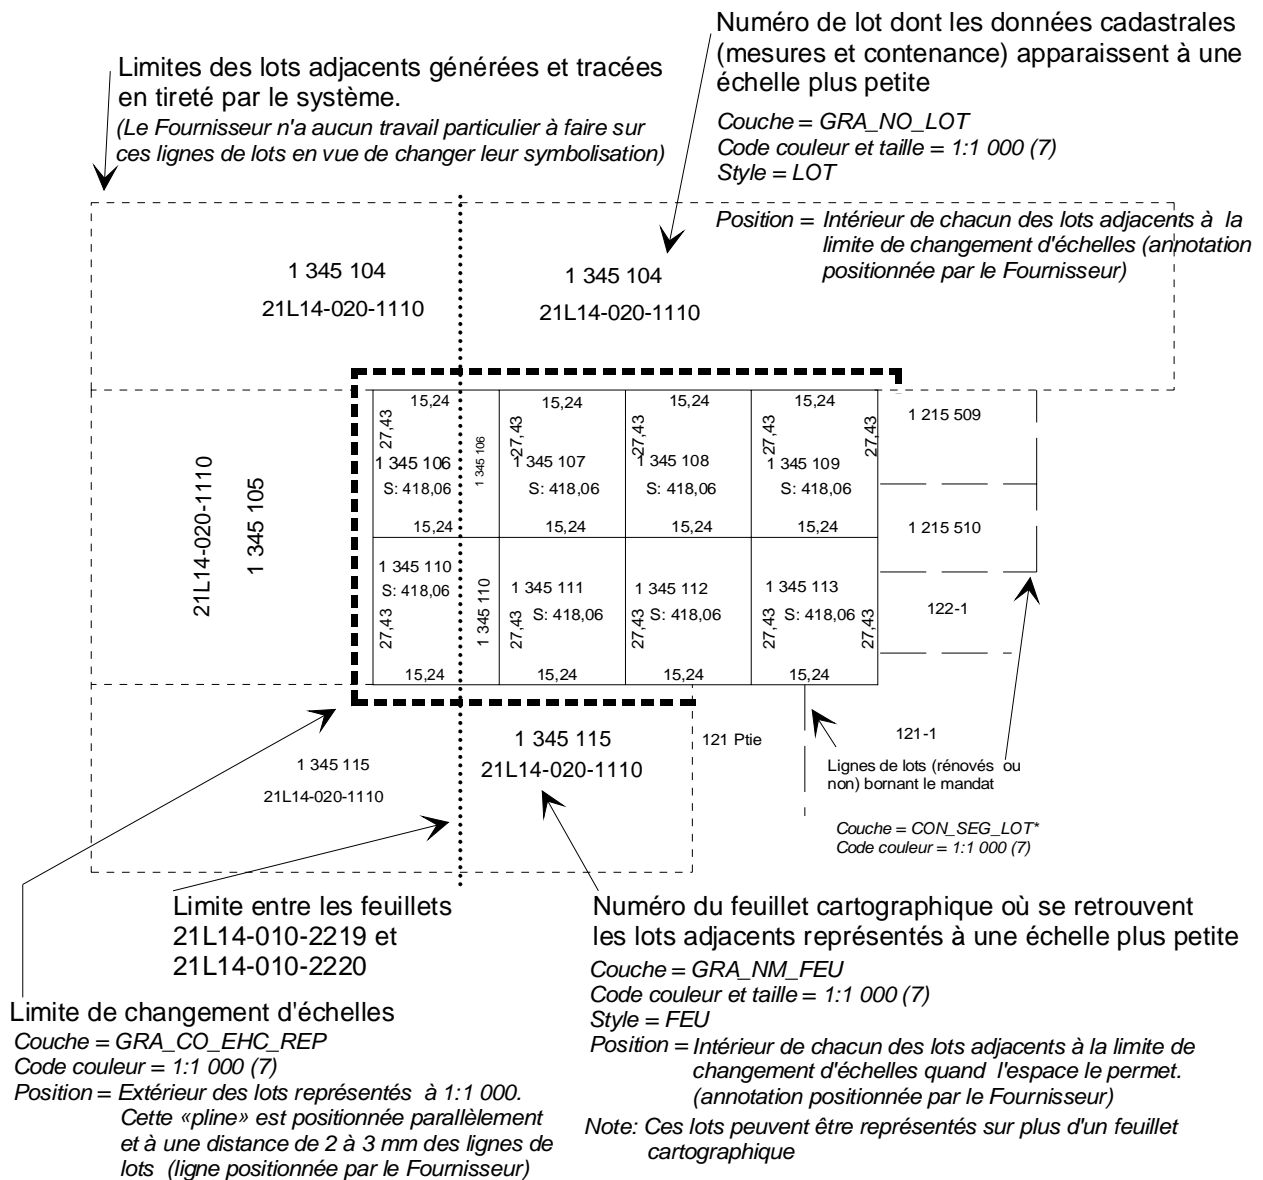 Numéro de lot dont les données cadastrales
(mesures et contenance) apparaissent à une
échelle plus petite
Couche = GRA_NO_LOT
Code couleur et taille = 1:1 000 (7)
Style = LOT
Position = Intérieur de chacun des lots adjacents à la
limite de changement d'échelles (annotation
positionnée par le Fournisseur)
Limites des lots adjacents générées et tracées
en tireté par le système.
(Le Fournisseur n'a aucun travail particulier à faire sur
ces lignes de lots en vue de changer leur symbolisation)
1 345 104
21L14-020-1110
1 345 104
21L14-020-1110
21L14-020-1110
1 345 105
15,24
15,24
15,24
15,24
27,43
27,43
27,43
27,43
27,43
1 345 106
1 345 106
1 345 107
1 345 108
1 345 109
S: 418,06
S: 418,06
S: 418,06
S: 418,06
15,24
15,24
15,24
15,24
1 345 110
1 345 110
1 345 111
1 345 112
1 345 113
S: 418,06
S: 418,06
S: 418,06
S: 418,06
27,43
27,43
27,43
27,43
27,43
15,24
15,24
15,24
15,24
1 215 509
1 215 510
122-1
121-1
121 Ptie
1 345 115
21L14-020-1110
1 345 115
21L14-020-1110
Lignes de lots (rénovés ou
non) bornant le mandat
Couche = CON_SEG_LOT*
Code couleur = 1:1 000 (7)
Limite entre les feuillets
21L14-010-2219 et
21L14-010-2220
Limite de changement d'échelles
Couche = GRA_CO_EHC_REP
Code couleur = 1:1 000 (7)
Position = Extérieur des lots représentés à 1:1 000.
Cette «pline» est positionnée parallèlement
et à une distance de 2 à 3 mm des lignes de
lots (ligne positionnée par le Fournisseur)
Numéro du feuillet cartographique où se retrouvent
les lots adjacents représentés à une échelle plus petite
Couche = GRA_NM_FEU
Code couleur et taille = 1:1 000 (7)
Style = FEU
Position = Intérieur de chacun des lots adjacents à la limite de
changement d'échelles quand l'espace le permet.
(annotation positionnée par le Fournisseur)
Note: Ces lots peuvent être représentés sur plus d'un feuillet
cartographique